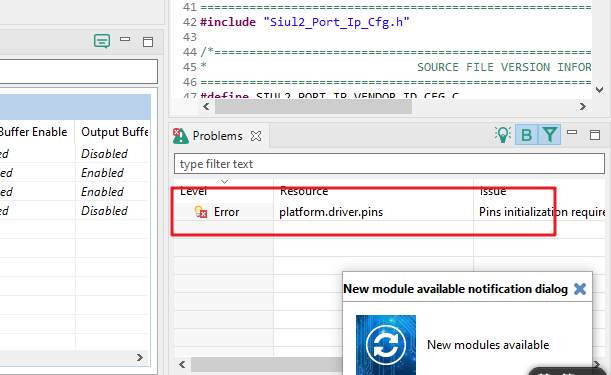 41 ================================================
42 #include "Siul2_Port_Ip_Cfg.h"
43
44 /*==============================================
45 * SOURCE FILE VERSION INFOR
46 ================================================
47 #define SIUL2_PORT_IP_VENDOR_ID_CFG_C
Buffer Enable Output Buffe
ed Disabled
ed Enabled
ed Enabled
ed Disabled
Problems
type filter text
Level Resource Issue
Error platform.driver.pins Pins initialization require
New module available notification dialog
New modules available